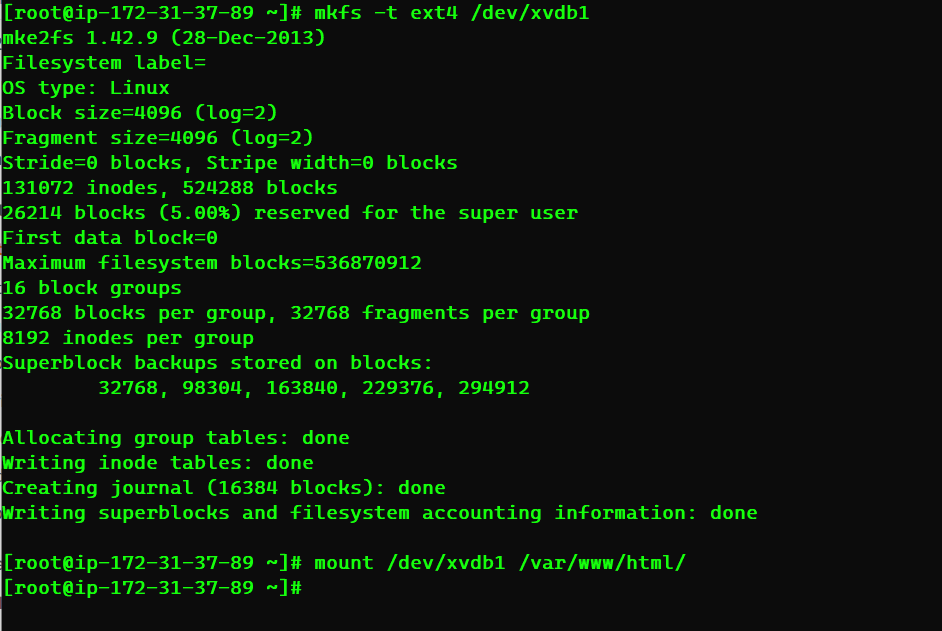 [root@ip-172-31-37-89 ~]# mkfs -t ext4 /dev/xvdb1
mke2fs 1.42.9 (28-Dec-2013)
Filesystem label=
OS type: Linux
Block size=4096 (log=2)
Fragment size=4096 (log=2)
Stride=0 blocks, Stripe width=0 blocks
131072 inodes, 524288 blocks
26214 blocks (5.00%) reserved for the super user
First data block=0
Maximum filesystem blocks=536870912
16 block groups
32768 blocks per group, 32768 fragments per group
8192 inodes per group
Superblock backups stored on blocks:
        32768, 98304, 163840, 229376, 294912
Allocating group tables: done
Writing inode tables: done
Creating journal (16384 blocks): done
Writing superblocks and filesystem accounting information: done
[root@ip-172-31-37-89 ~]# mount /dev/xvdb1 /var/www/html/
[root@ip-172-31-37-89 ~]#